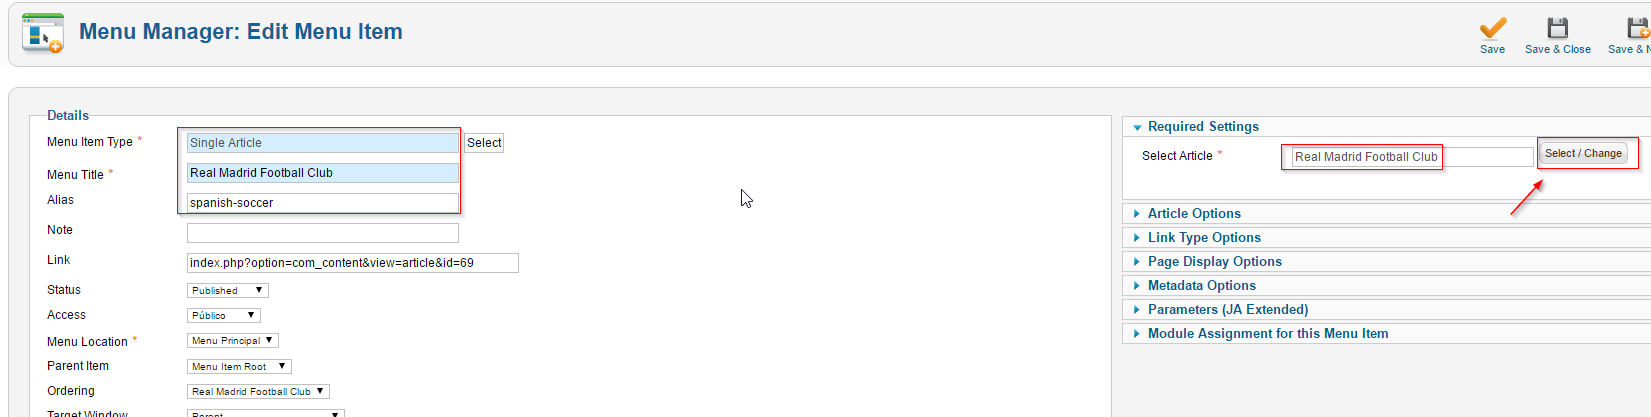 Menu Manager: Edit Menu Item
Save
Save & Close
Save & N
Details
Menu Item Type *
Single Article
Select
Menu Title *
Real Madrid Football Club
Alias
spanish-soccer
Note
Link
index.php?option=com_content&view=article&id=69
Status
Published
Access
Público
Menu Location *
Menu Principal
Parent Item
Menu Item Root
Ordering
Real Madrid Football Club
Target Window
Parent
Required Settings
Select Article *
Real Madrid Football Club
Select / Change
Article Options
Link Type Options
Page Display Options
Metadata Options
Parameters (JA Extended)
Module Assignment for this Menu Item